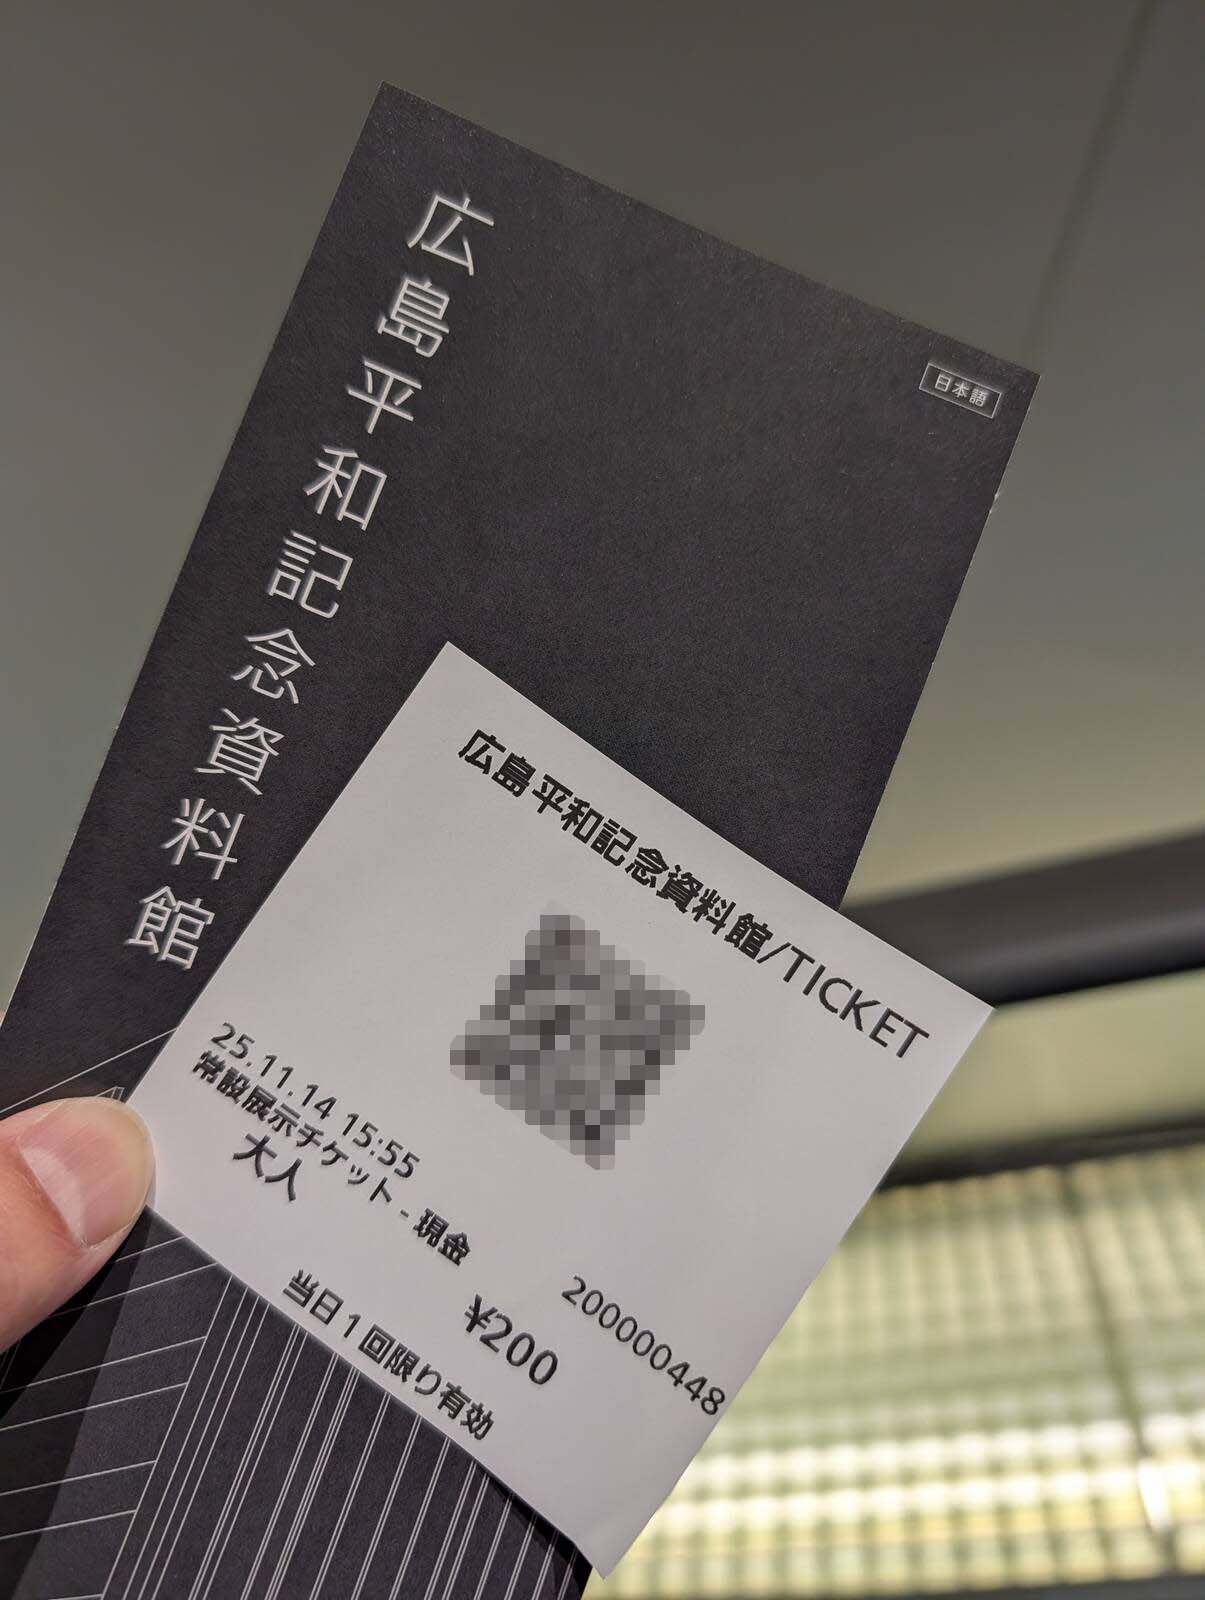 広島平和記念資料館
日本語
広島平和記念資料館/TICKET
25.11.14 15:55
常設展示チケット - 現金
大人
200000448
¥200
当日1回限り有効